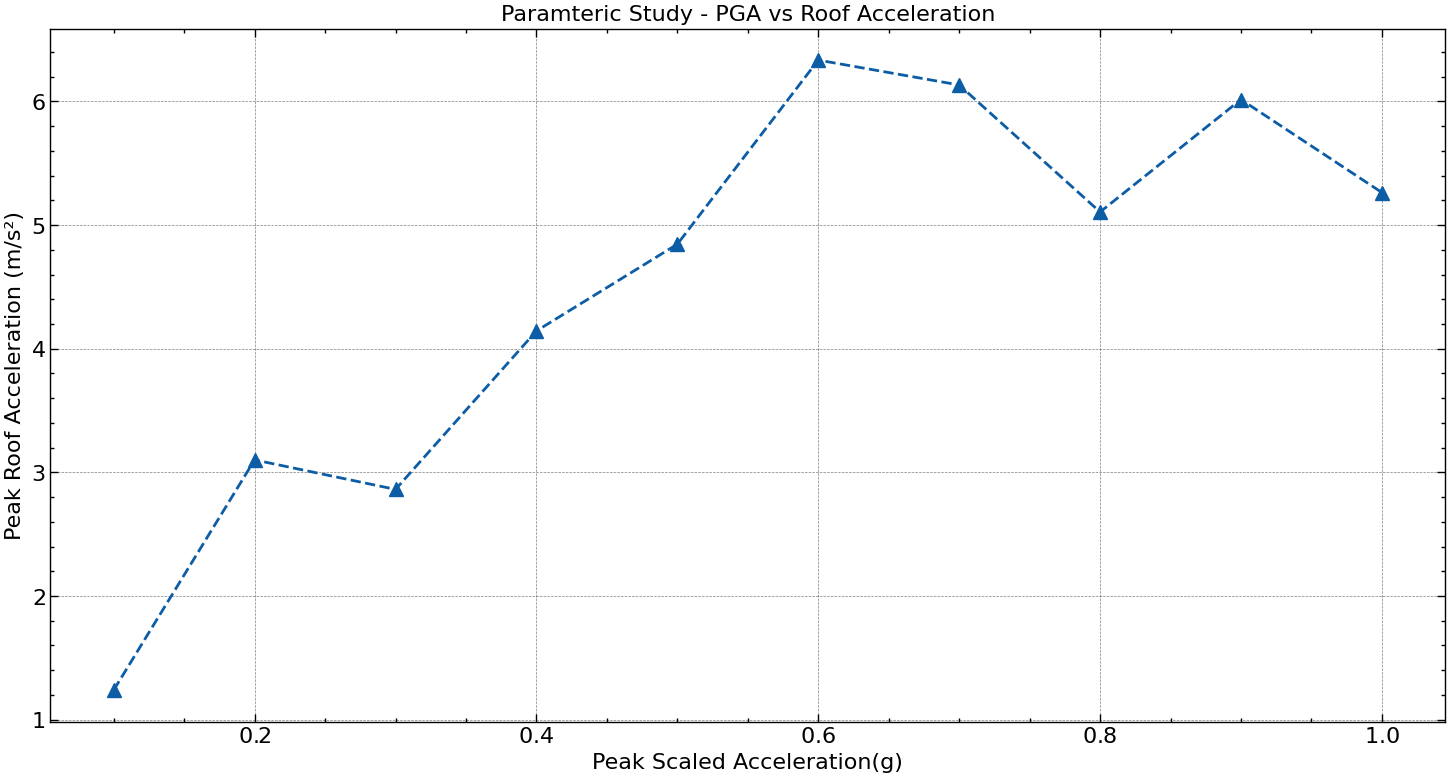 Paramteric Study - PGA vs Roof Acceleration
Peak Roof Acceleration (m/s²)
6
5
4
3
2
1
0.2 0.4 0.6 0.8 1.0
Peak Scaled Acceleration(g)